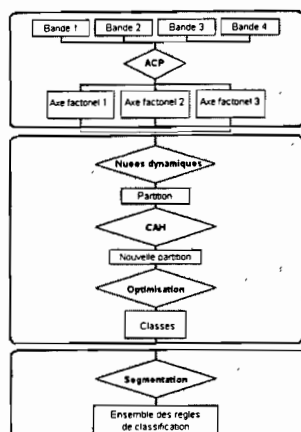 Bande 1 Bande 2 Bande 3 Bande 4
ACP
Axe factoriel 1 Axe factoriel 2 Axe factoriel 3
Nuees dynamiques
Partition
CAH
Nouvelle partition
Optimisation
Classes
Segmentation
Ensemble des regles
de classification